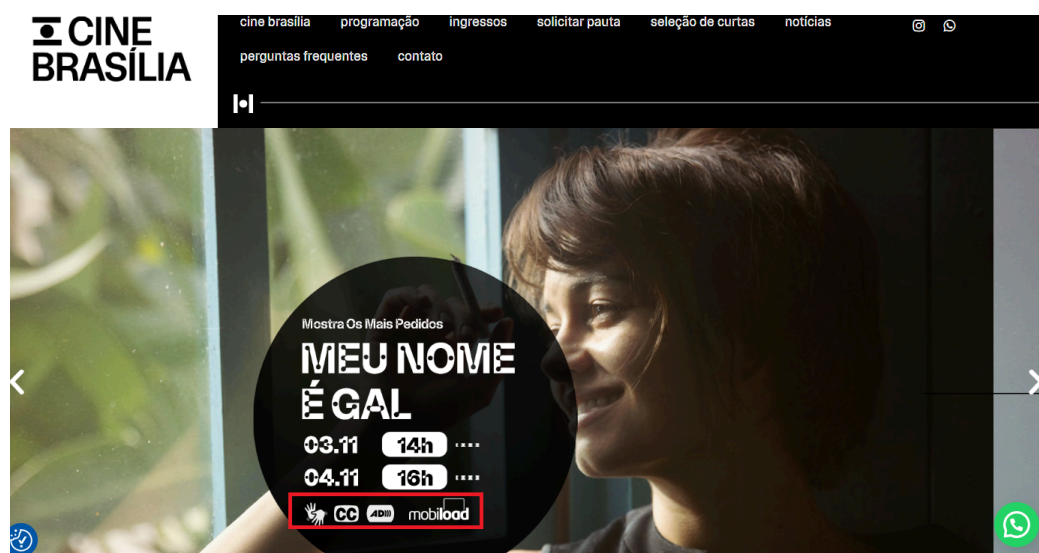 CINE
BRASÍLIA
cine brasília programação ingressos solicitar pauta seleção de curtas notícias
perguntas frequentes contato
Mostra Os Mais Pedidos
MEU NOME
É GAL
03.11 14h
04.11 16h
CC AD mobiload